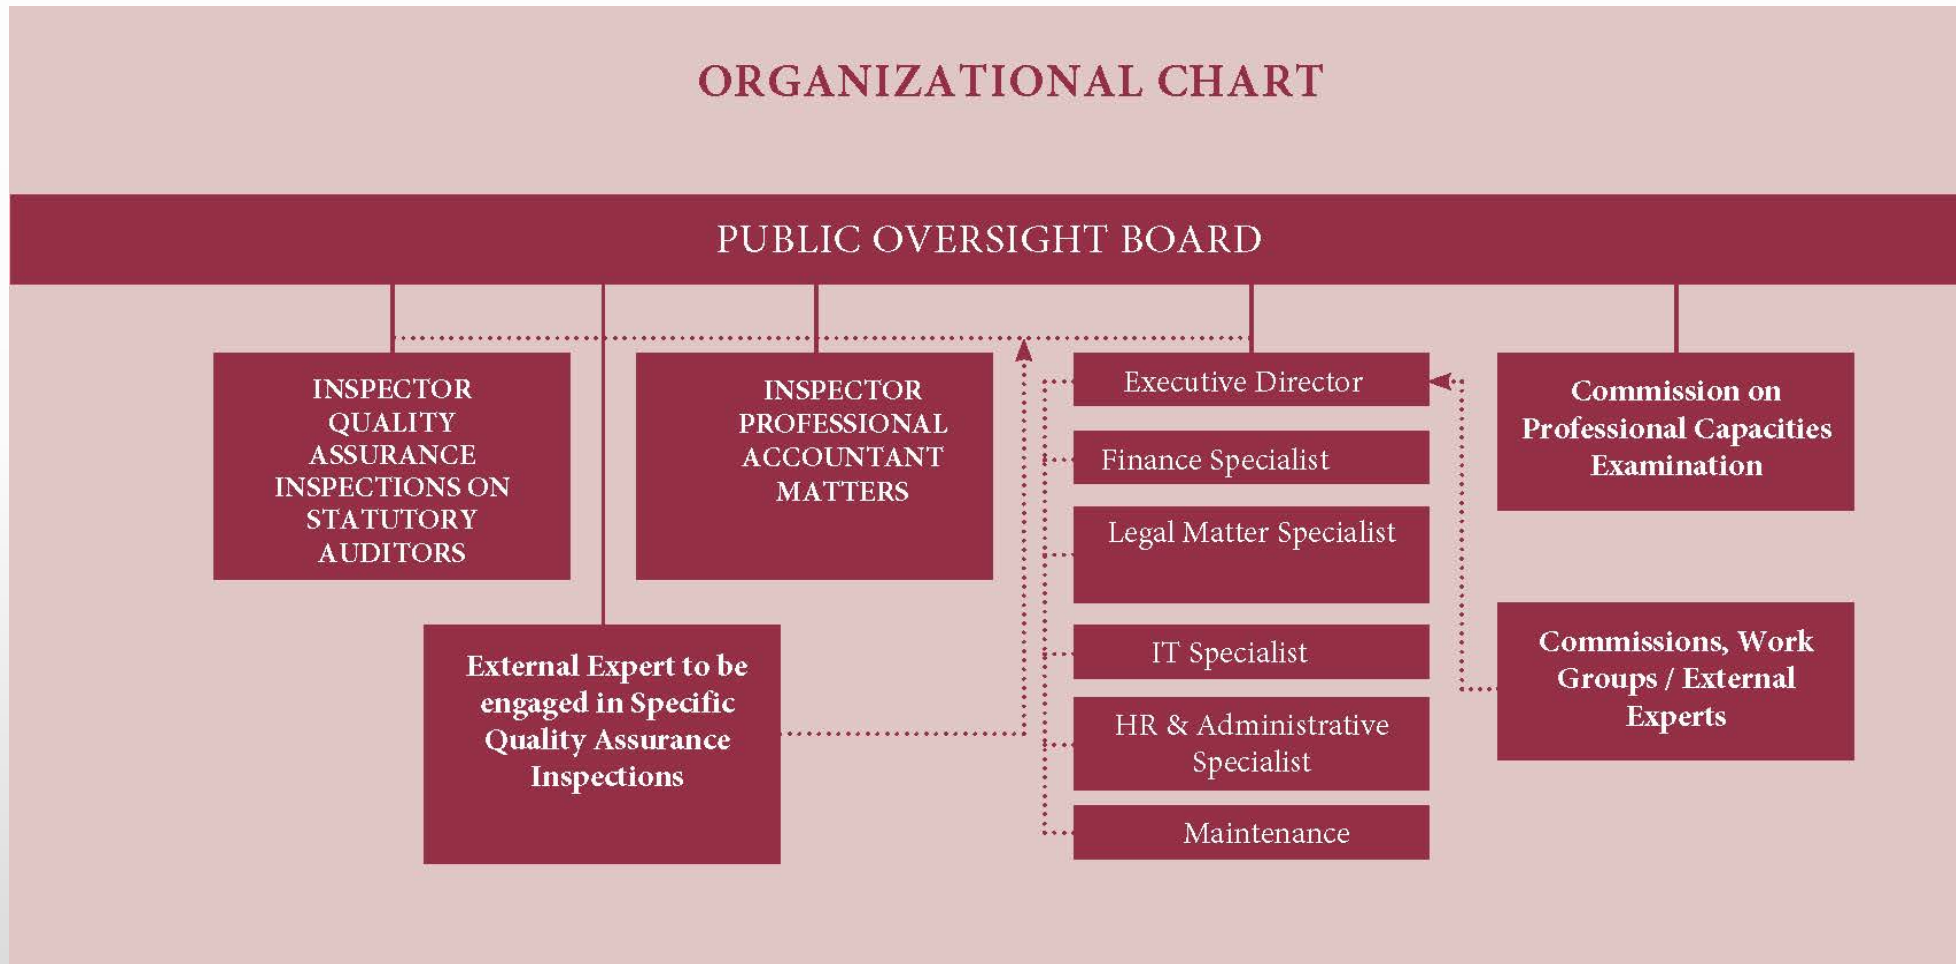 ORGANIZATIONAL CHART
PUBLIC OVERSIGHT BOARD
INSPECTOR
QUALITY
ASSURANCE
INSPECTIONS ON
STATUTORY
AUDITORS
INSPECTOR
PROFESSIONAL
ACCOUNTANT
MATTERS
Executive Director
Finance Specialist
Legal Matter Specialist
IT Specialist
HR & Administrative
Specialist
Maintenance
Commission on
Professional Capacities
Examination
External Expert to be
engaged in Specific
Quality Assurance
Inspections
Commissions, Work
Groups / External
Experts